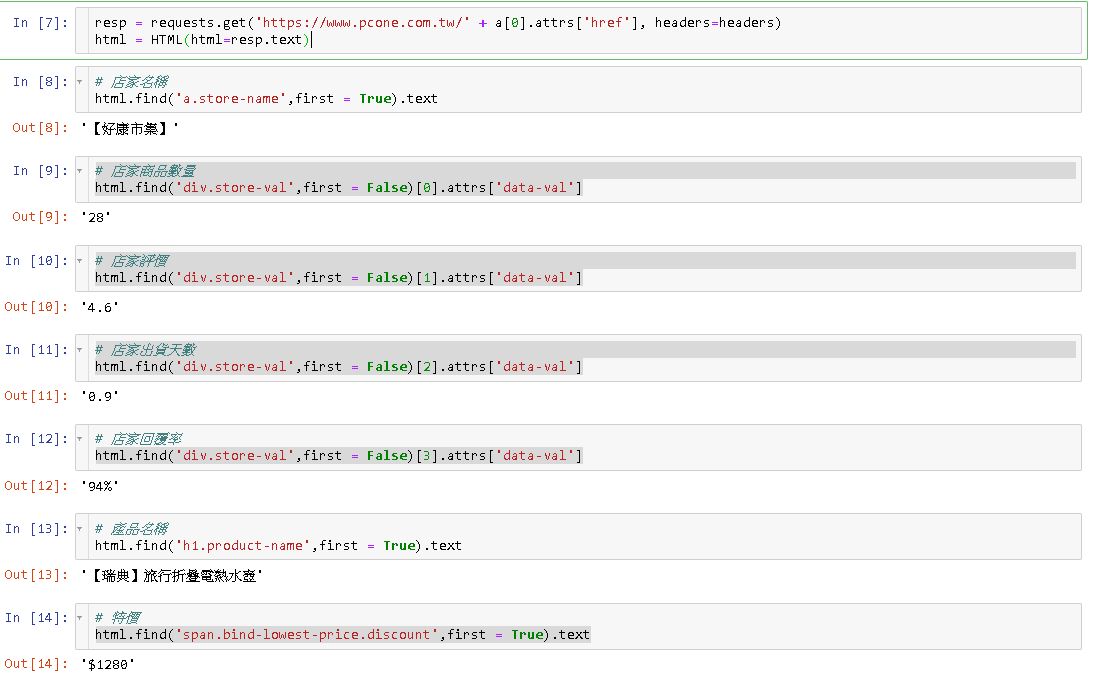 In [7]: resp = requests.get('https://www.pcone.com.tw/' + a[0].attrs['href'], headers=headers)
html = HTML(html=resp.text)
In [8]: # 店家名稱
html.find('a.store-name',first = True).text
Out[8]: '【好康市集】'
In [9]: # 店家商品數量
html.find('div.store-val',first = False)[0].attrs['data-val']
Out[9]: '28'
In [10]: # 店家評價
html.find('div.store-val',first = False)[1].attrs['data-val']
Out[10]: '4.6'
In [11]: # 店家出貨天數
html.find('div.store-val',first = False)[2].attrs['data-val']
Out[11]: '0.9'
In [12]: # 店家回覆率
html.find('div.store-val',first = False)[3].attrs['data-val']
Out[12]: '94%'
In [13]: # 產品名稱
html.find('h1.product-name',first = True).text
Out[13]: '【瑞典】旅行折疊電熱水壺'
In [14]: # 特價
html.find('span.bind-lowest-price.discount',first = True).text
Out[14]: '$1280'